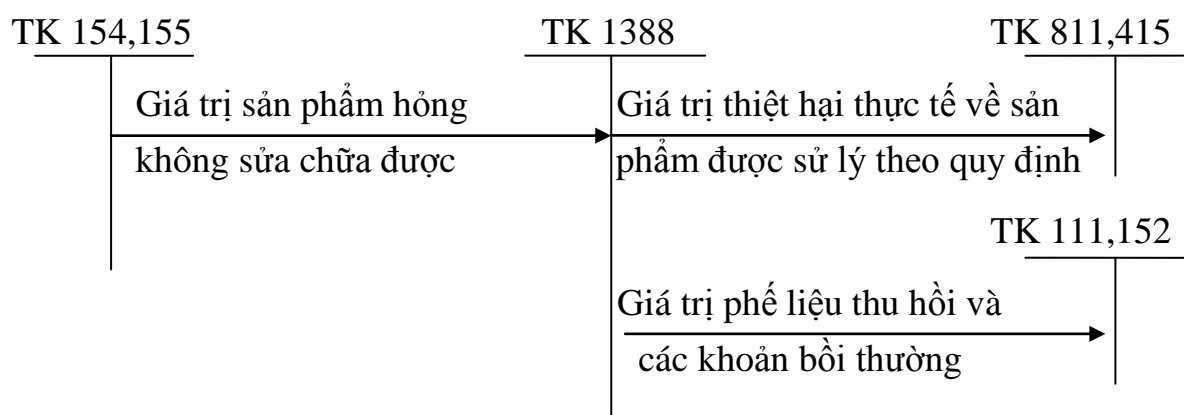 TK 154,155 TK 1388 TK 811,415
Giá trị sản phẩm hỏng
không sửa chữa được
Giá trị thiệt hại thực tế về sản
phẩm được sử lý theo quy định
TK 111,152
Giá trị phế liệu thu hồi và
các khoản bồi thường